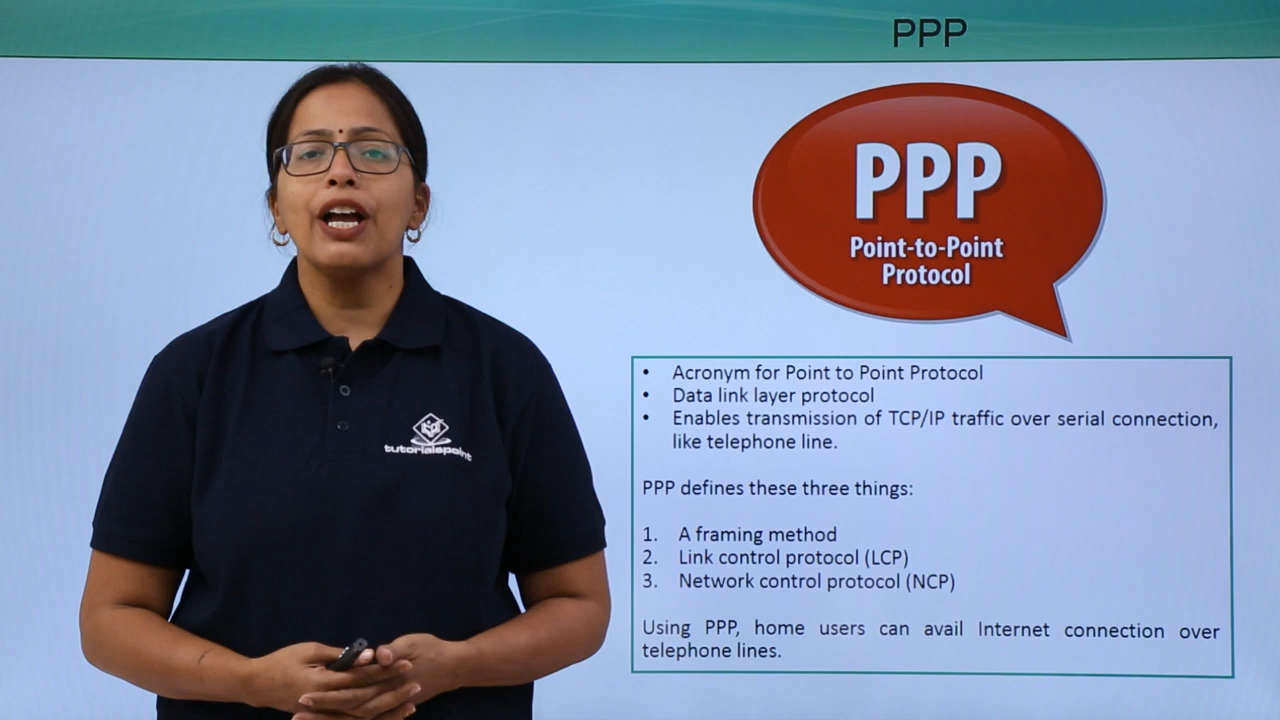 PPP
PPP
Point-to-Point
Protocol
• Acronym for Point to Point Protocol
• Data link layer protocol
• Enables transmission of TCP/IP traffic over serial connection,
like telephone line.
PPP defines these three things:
1. A framing method
2. Link control protocol (LCP)
3. Network control protocol (NCP)
Using PPP, home users can avail Internet connection over
telephone lines.
tutorialspoint